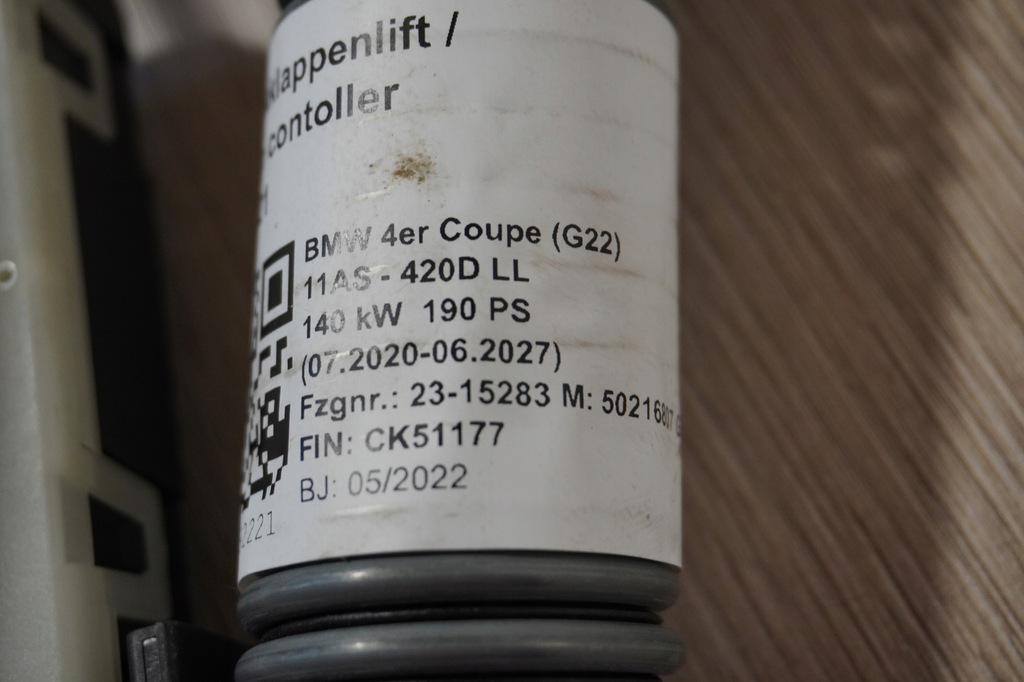 klappenlift /
contoller
BMW 4er Coupe (G22)
11AS - 420D LL
140 kW 190 PS
(07.2020-06.2027)
Fzgnr.: 23-15283 M: 50216807
FIN: CK51177
BJ: 05/2022
2221